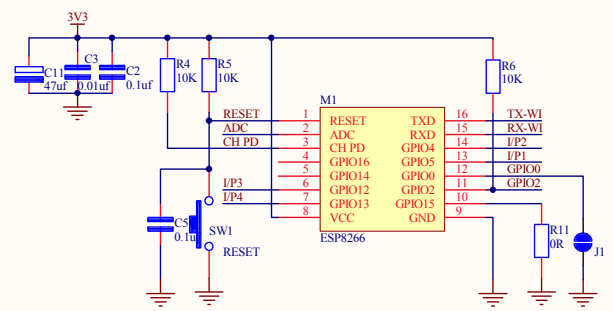 3V3
C11
47uf
C3
0.01uf
C2
0.1uf
R4
10K
R5
10K
R6
10K
M1
RESET 1 RESET TXD 16 TX-WI
ADC 2 ADC RXD 15 RX-WI
CH PD 3 CH PD GPIO4 14 I/P2
4 GPIO16 GPIO5 13 I/P1
5 GPIO14 GPIO0 12 GPIO0
I/P3 6 GPIO12 GPIO2 11 GPIO2
I/P4 7 GPIO13 GPIO15 10
8 VCC GND 9
ESP8266
C5
0.1u
SW1
RESET
R11
0R
J1